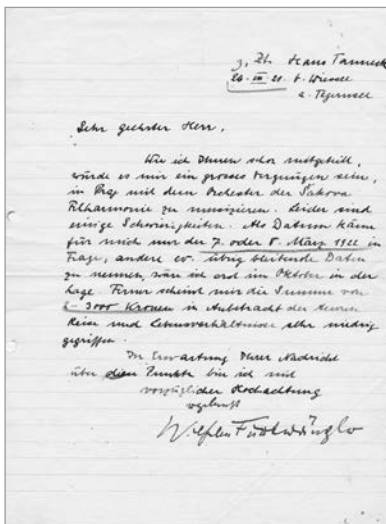 z. Zt. Haus Tanneck
20. III. 21. b. Wiessee
a. Tegernsee
Sehr geehrter Herr,
Wie ich Ihnen schon mitgeteilt,
würde es mir ein grosses Vergnügen sein,
in Prag mit dem Orchester der Šakova
Filharmonie zu musizieren. Leider sind
einige Schwierigkeiten. Als Datum käme
für mich nur der 7. oder 8. März 1922 in
Frage, andere ev. übrig bleibende Daten
zu nennen, wäre ich erst im Oktober in der
Lage. Ferner scheint mir die Summe von
3000 Kronen in Anbetracht der teuren
Reise und Lebensverhältnisse sehr niedrig
gegriffen.
In Erwartung Ihrer Nachricht
über diese Punkte bin ich mit
vorzüglicher Hochachtung
ergebenst
Wilhelm Furtwängler